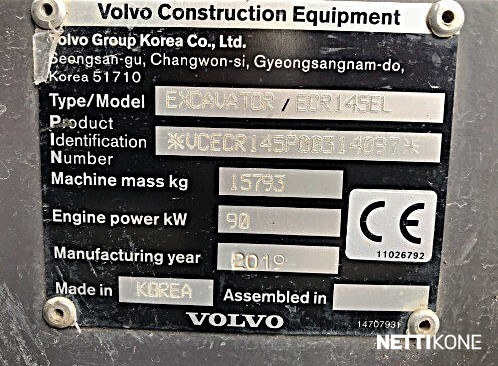 Volvo Construction Equipment
Volvo Group Korea Co., Ltd.
Seongsan-gu, Changwon-si, Gyeongsangnam-do,
Korea 51710
Type/Model EXCAVATOR / ECR145EL
Product
Identification *VCECR145P00314097*
Number
Machine mass kg 15793
Engine power kW 90
CE
11026792
Manufacturing year 2019
Made in KOREA Assembled in
VOLVO
14707931
NETTIKONE